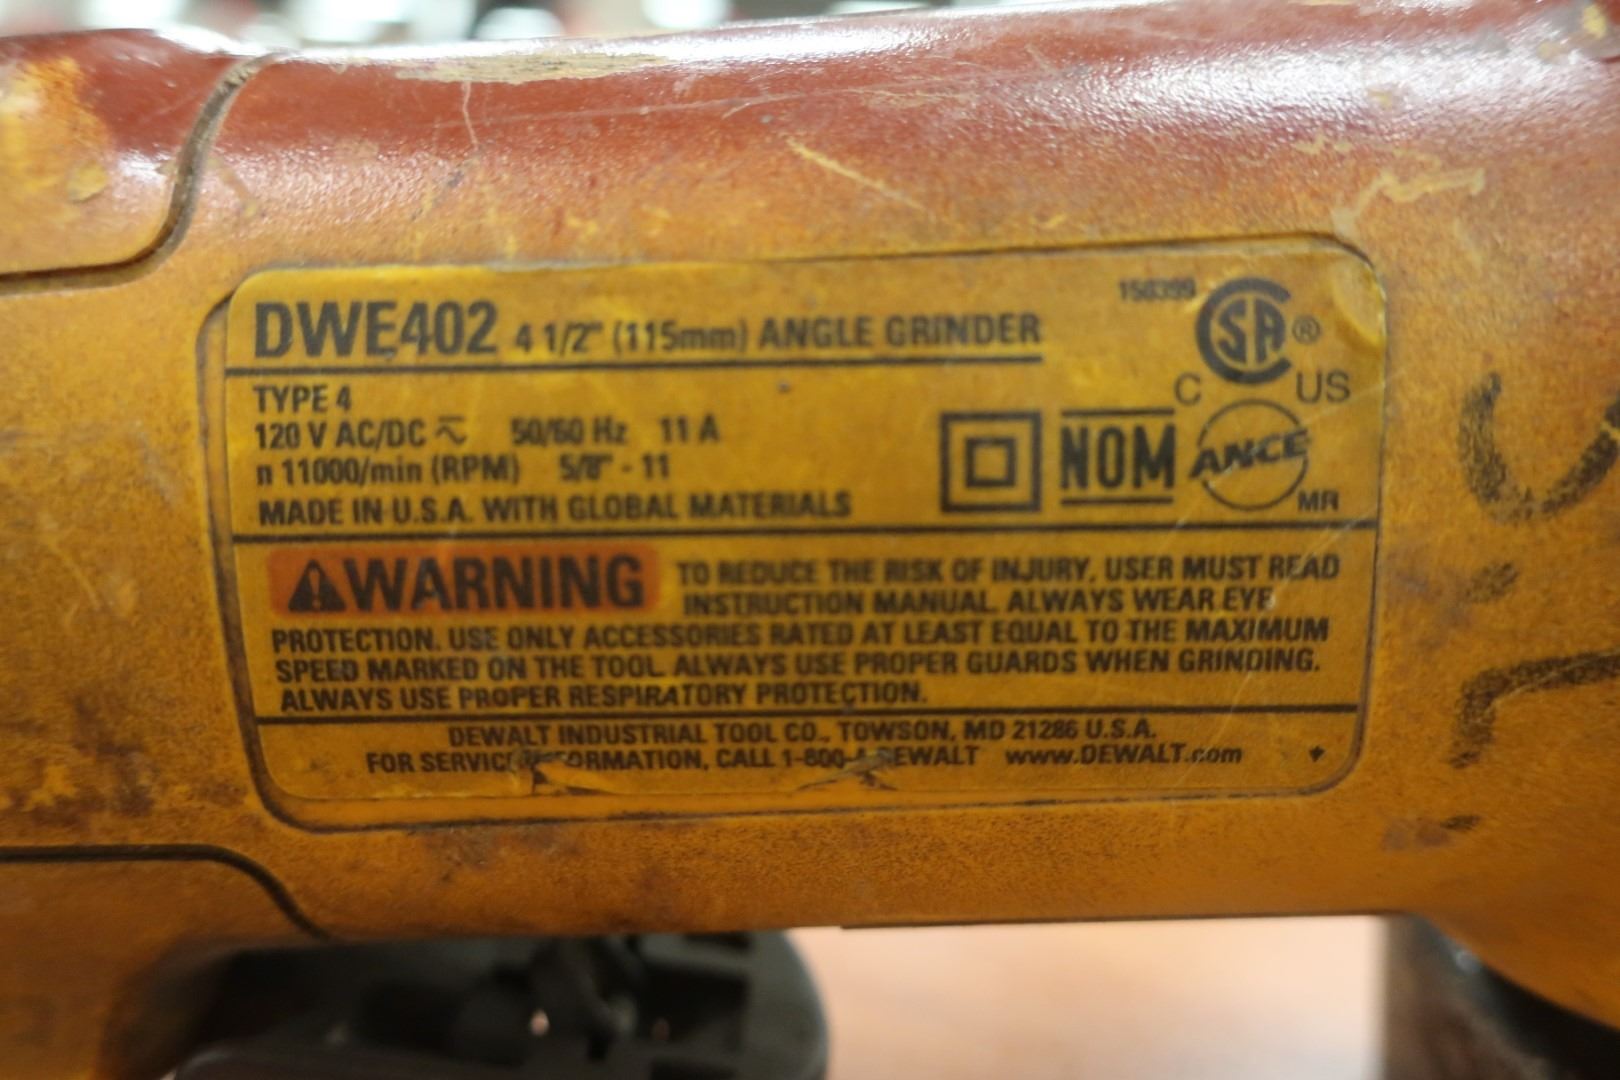 DWE402 4 1/2" (115mm) ANGLE GRINDER
158399
SA ®
C US
TYPE 4
120 V AC/DC 50/60 Hz 11 A
n 11000/min (RPM) 5/8" - 11
MADE IN U.S.A. WITH GLOBAL MATERIALS
NOM
ANCE
MR
WARNING TO REDUCE THE RISK OF INJURY, USER MUST READ
INSTRUCTION MANUAL. ALWAYS WEAR EYE
PROTECTION. USE ONLY ACCESSORIES RATED AT LEAST EQUAL TO THE MAXIMUM
SPEED MARKED ON THE TOOL. ALWAYS USE PROPER GUARDS WHEN GRINDING.
ALWAYS USE PROPER RESPIRATORY PROTECTION.
DEWALT INDUSTRIAL TOOL CO., TOWSON, MD 21286 U.S.A.
FOR SERVICE INFORMATION, CALL 1-800-4-DEWALT www.DEWALT.com